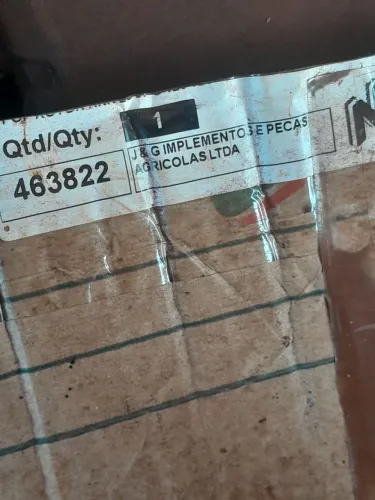 Qtd/Qty: 1
463822
J & G IMPLEMENTOS E PECAS
AGRICOLAS LTDA